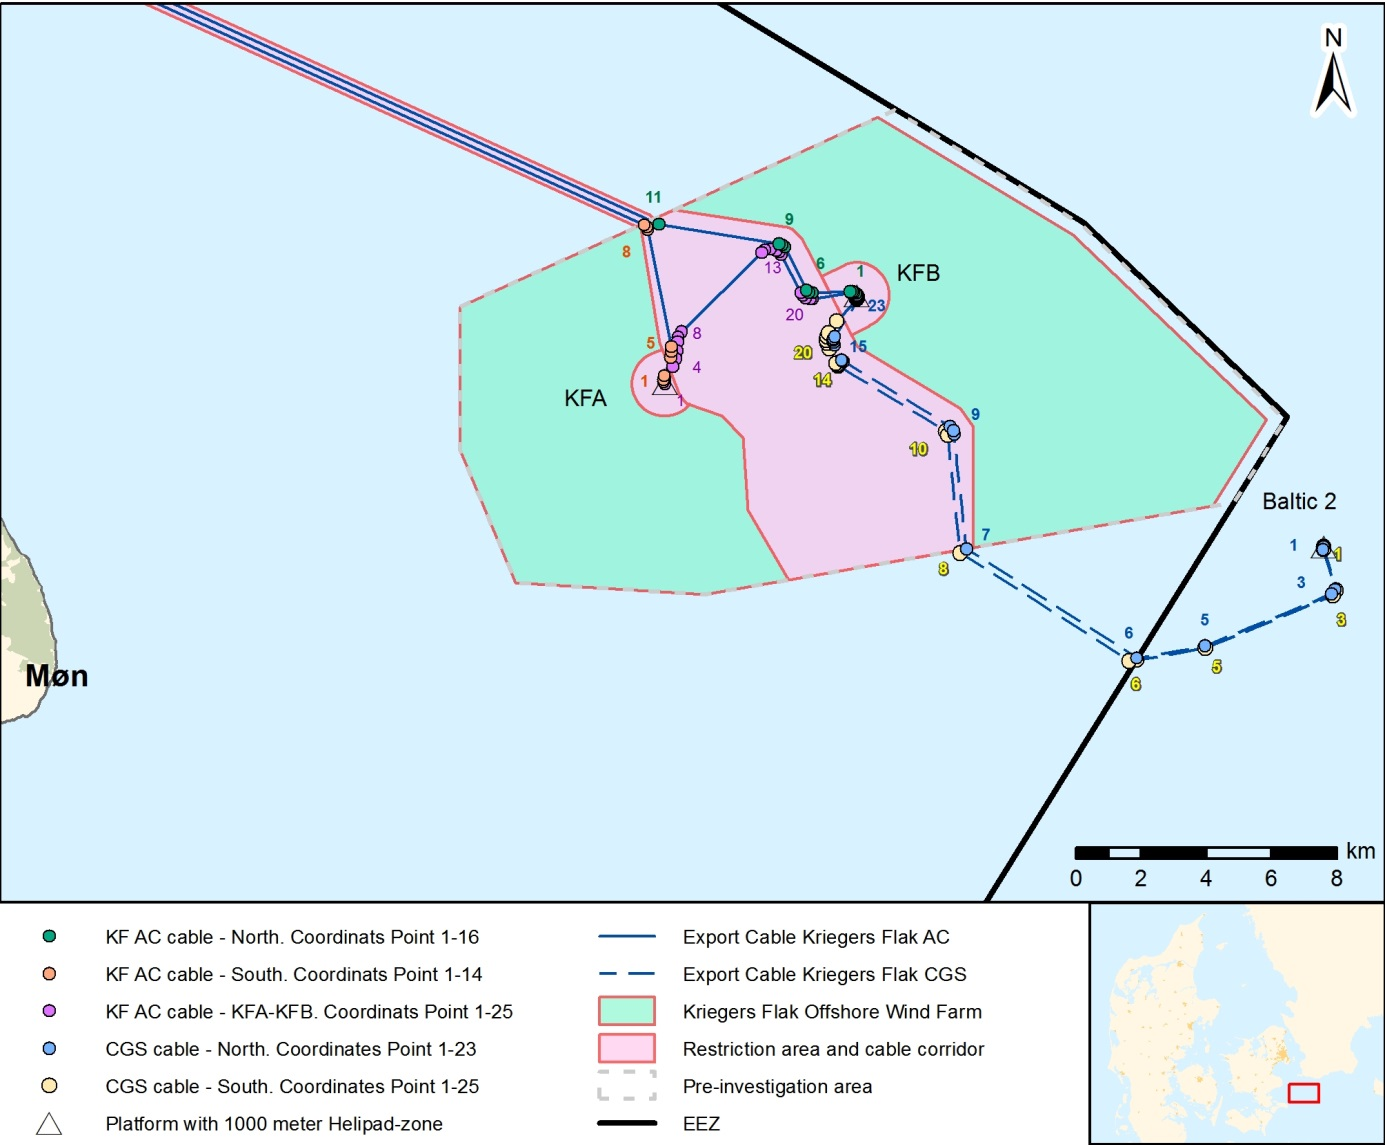 N
11
9
8
13
6
1
KFB
23
20
5
8
15
20
4
14
1
KFA
1
9
10
Baltic 2
7
1
1
8
3
3
6
5
5
6
Møn
km
0 2 4 6 8
KF AC cable - North. Coordinats Point 1-16
KF AC cable - South. Coordinats Point 1-14
KF AC cable - KFA-KFB. Coordinats Point 1-25
CGS cable - North. Coordinates Point 1-23
CGS cable - South. Coordinates Point 1-25
Platform with 1000 meter Helipad-zone
Export Cable Kriegers Flak AC
Export Cable Kriegers Flak CGS
Kriegers Flak Offshore Wind Farm
Restriction area and cable corridor
Pre-investigation area
EEZ